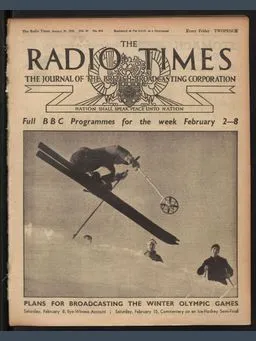 The Radio Times, January 31, 1936.
Every Friday TWOPENCE
THE
RADIO TIMES
THE JOURNAL OF THE BRITISH BROADCASTING CORPORATION
NATION SHALL SPEAK PEACE UNTO NATION
Full BBC Programmes for the week February 2—8
PLANS FOR BROADCASTING THE WINTER OLYMPIC GAMES
Saturday, February 8, Eye-Witness Account ; Saturday, February 15, Commentary on an Ice-Hockey Semi-Final